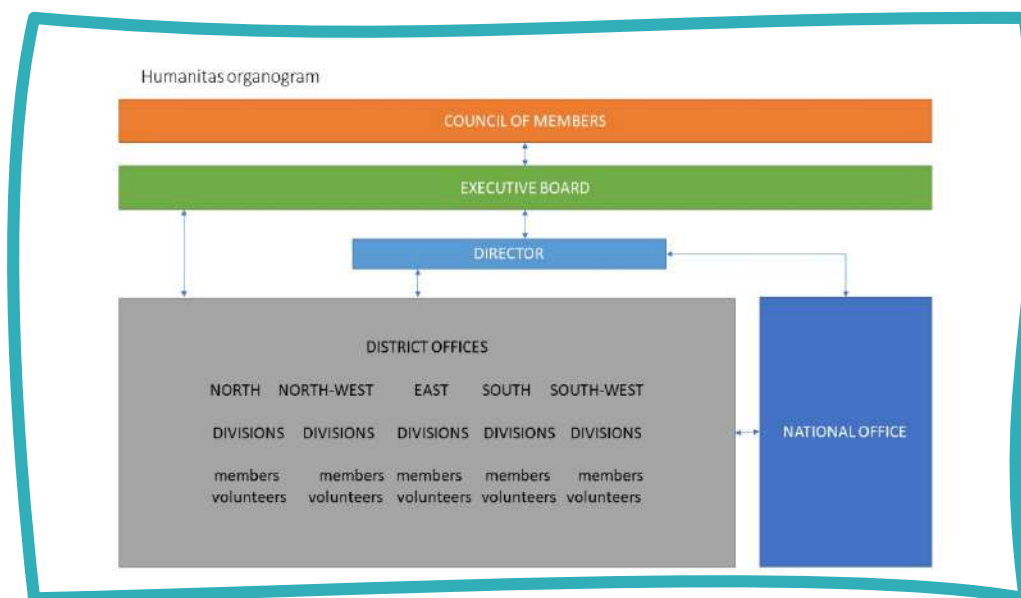 Humanitas organogram
COUNCIL OF MEMBERS
EXECUTIVE BOARD
DIRECTOR
DISTRICT OFFICES
NORTH NORTH-WEST EAST SOUTH SOUTH-WEST
DIVISIONS DIVISIONS DIVISIONS DIVISIONS DIVISIONS
NATIONAL OFFICE
members members members members members
volunteers volunteers volunteers volunteers volunteers